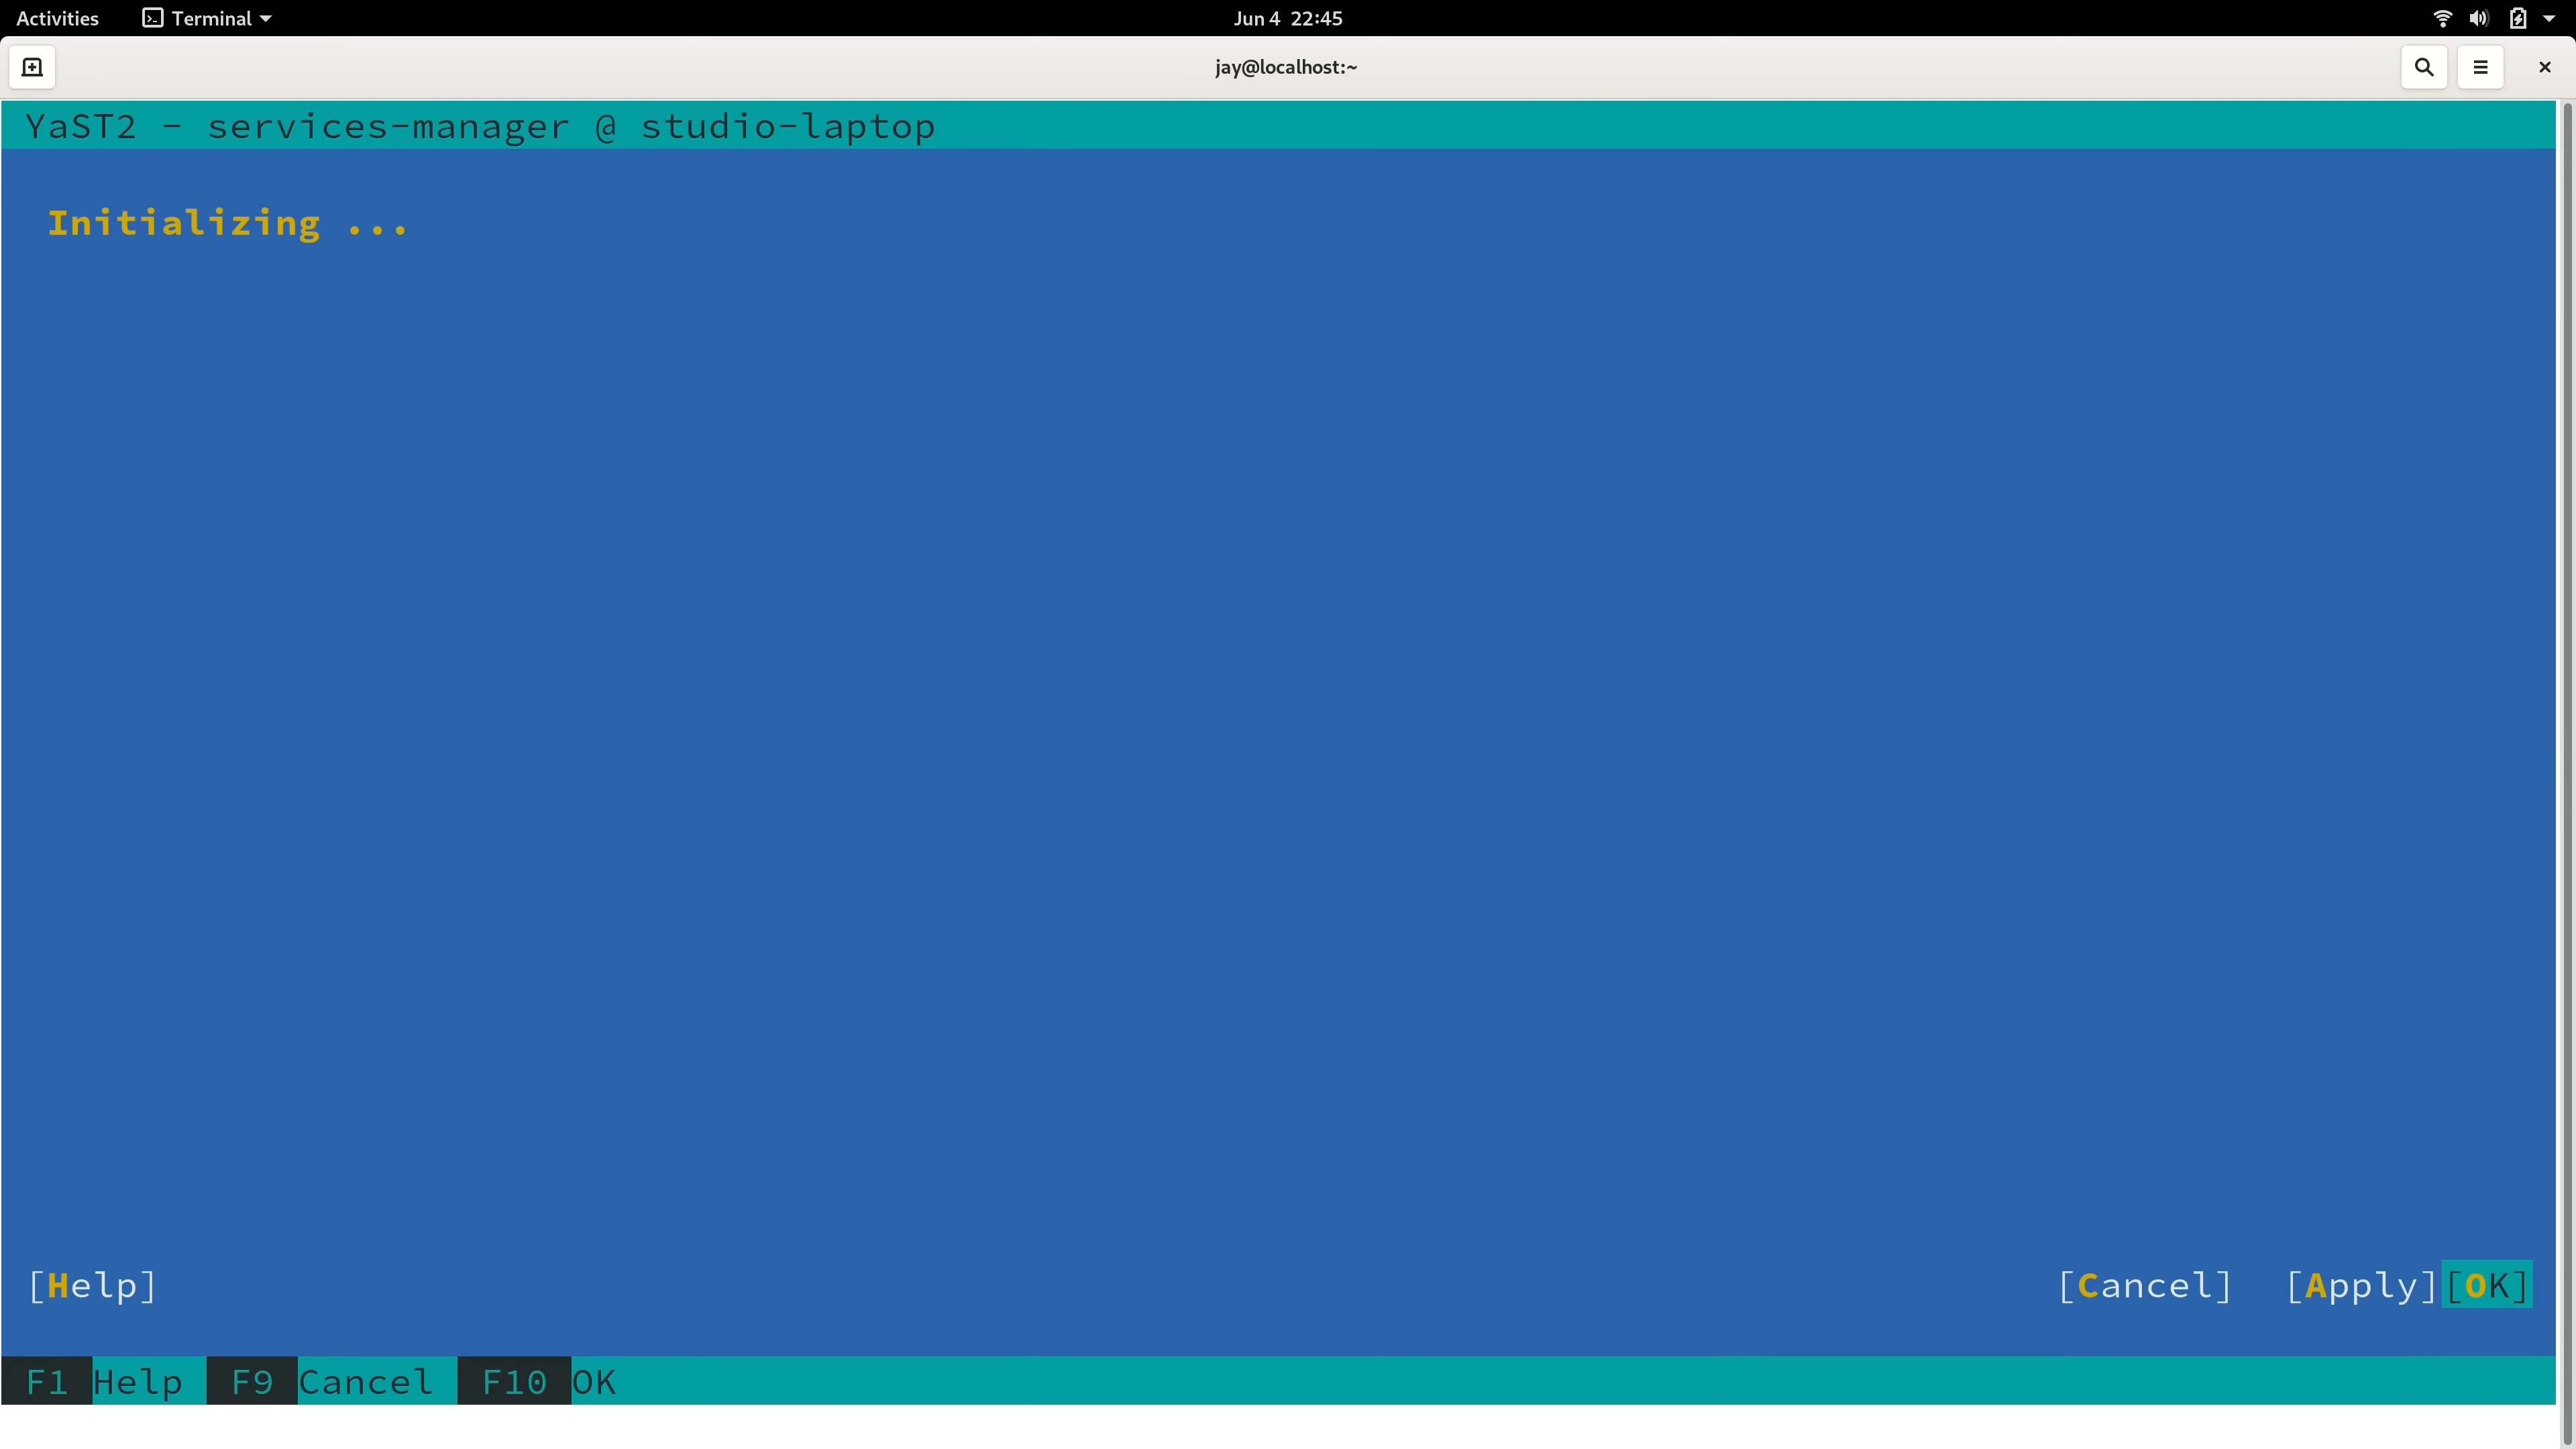 Activities Terminal Jun 4 22:45
jay@localhost:~
YaST2 - services-manager @ studio-laptop
Initializing ...
[Help] [Cancel] [Apply][OK]
F1 Help F9 Cancel F10 OK